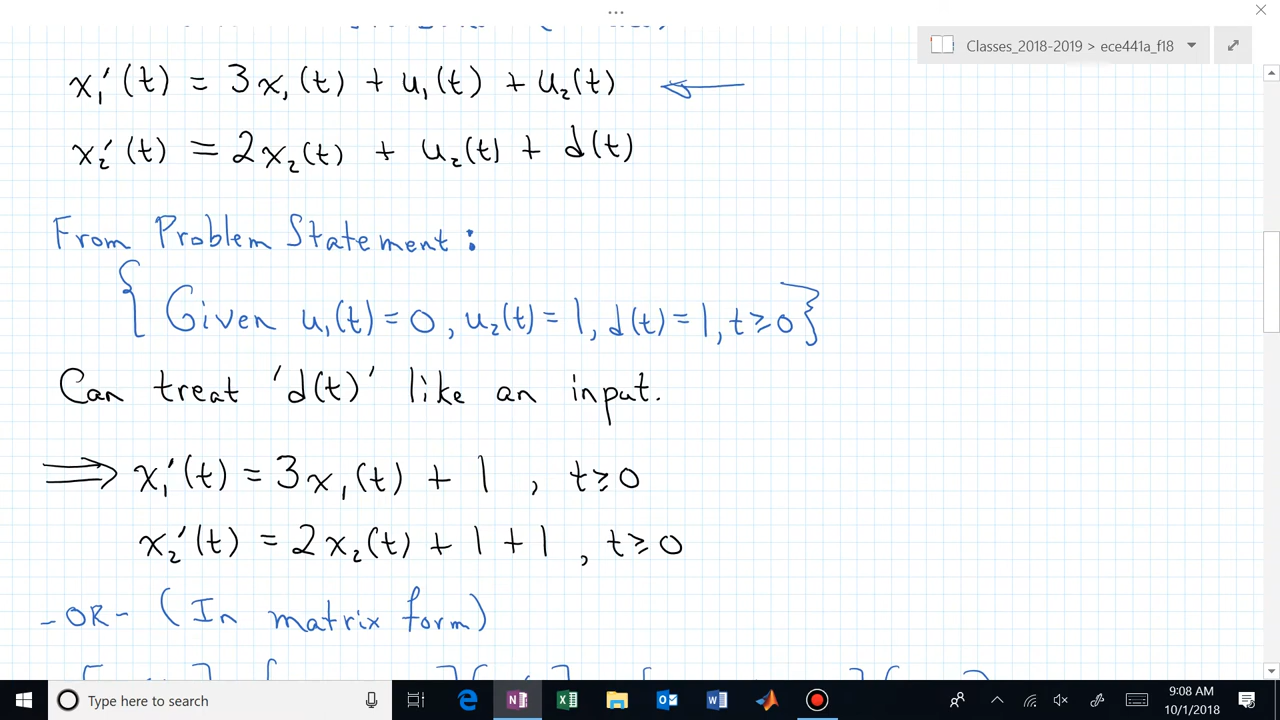 Classes_2018-2019 > ece441a_f18
x₁'(t) = 3x₁(t) + u₁(t) + u₂(t)
x₂'(t) = 2x₂(t) + u₂(t) + d(t)
From Problem Statement:
{Given u₁(t)=0, u₂(t)=1, d(t)=1, t≥0}
Can treat 'd(t)' like an input.
⇒ x₁'(t) = 3x₁(t) + 1, t≥0
x₂'(t) = 2x₂(t) + 1 + 1, t≥0
-OR- (In matrix form)
Type here to search
9:08 AM
10/1/2018